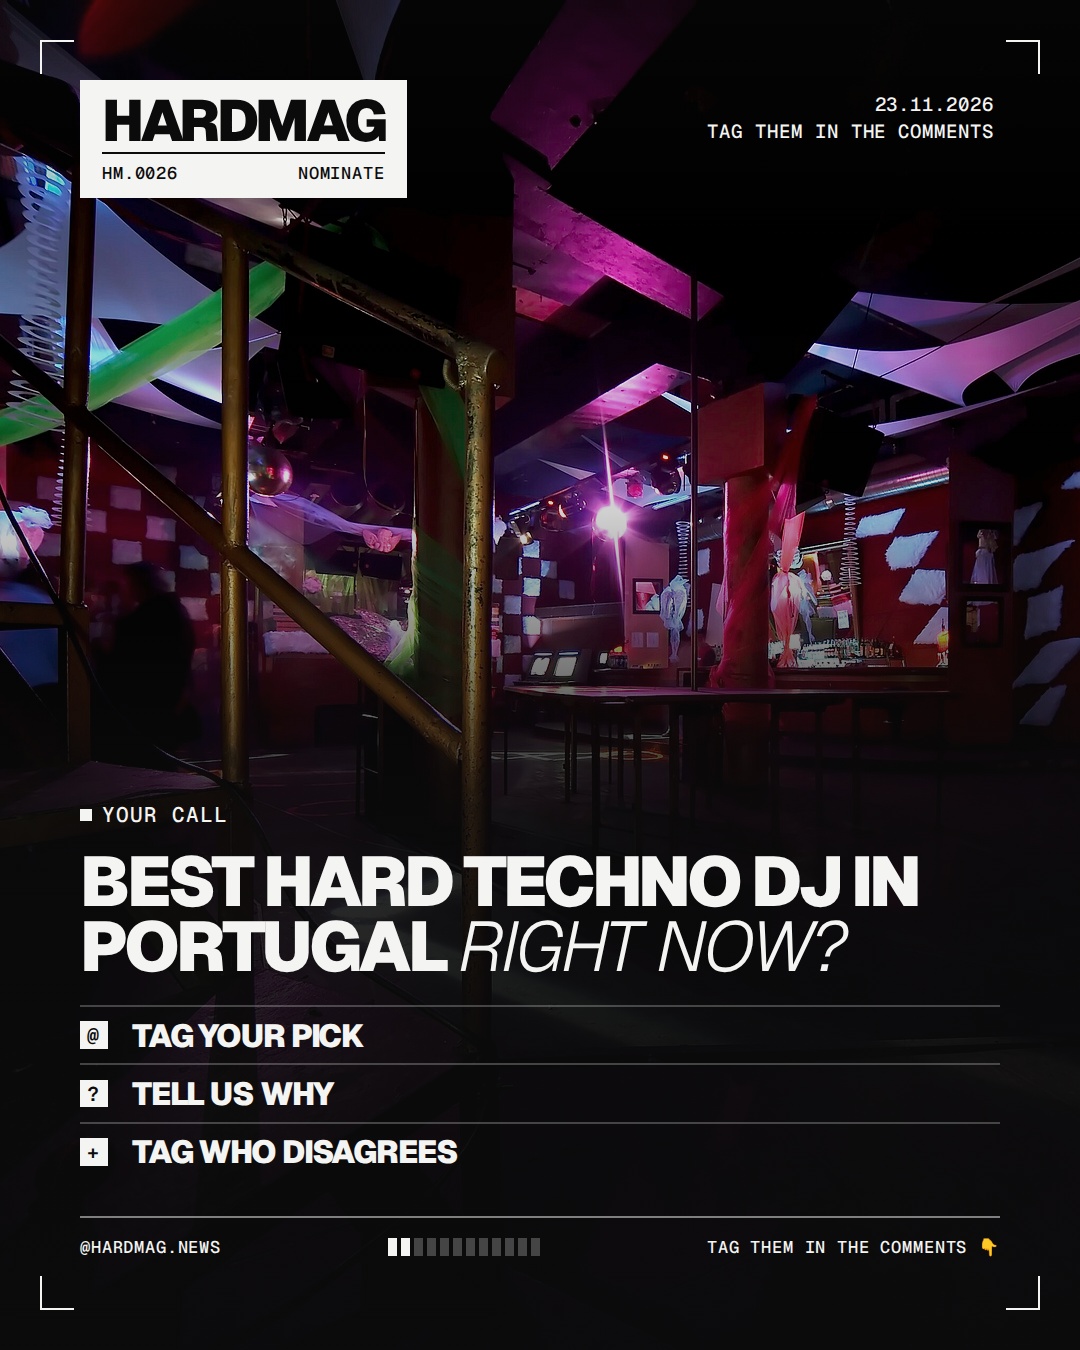 HARDMAG
HM.0026 NOMINATE
23.11.2026
TAG THEM IN THE COMMENTS
YOUR CALL
BEST HARD TECHNO DJ IN
PORTUGAL RIGHT NOW?
@ TAG YOUR PICK
? TELL US WHY
+ TAG WHO DISAGREES
@HARDMAG.NEWS
TAG THEM IN THE COMMENTS 👇